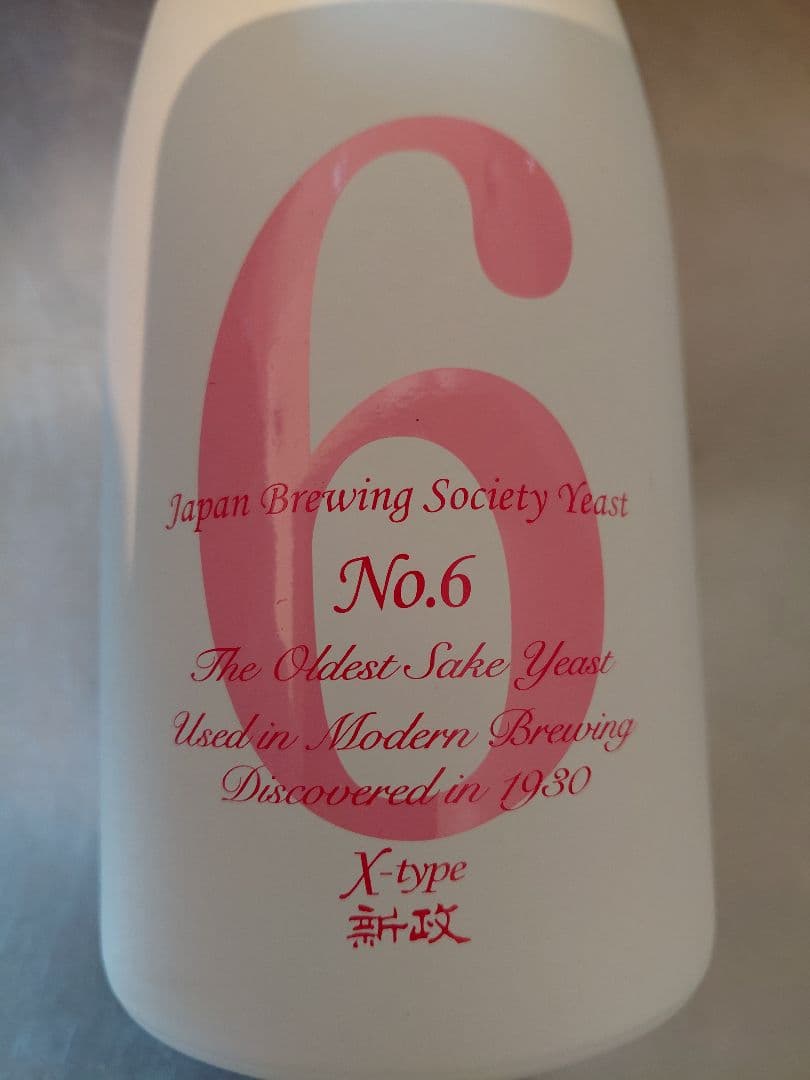 6
Japan Brewing Society Yeast
No.6
The Oldest Sake Yeast
Used in Modern Brewing
Discovered in 1930
X-type
新政